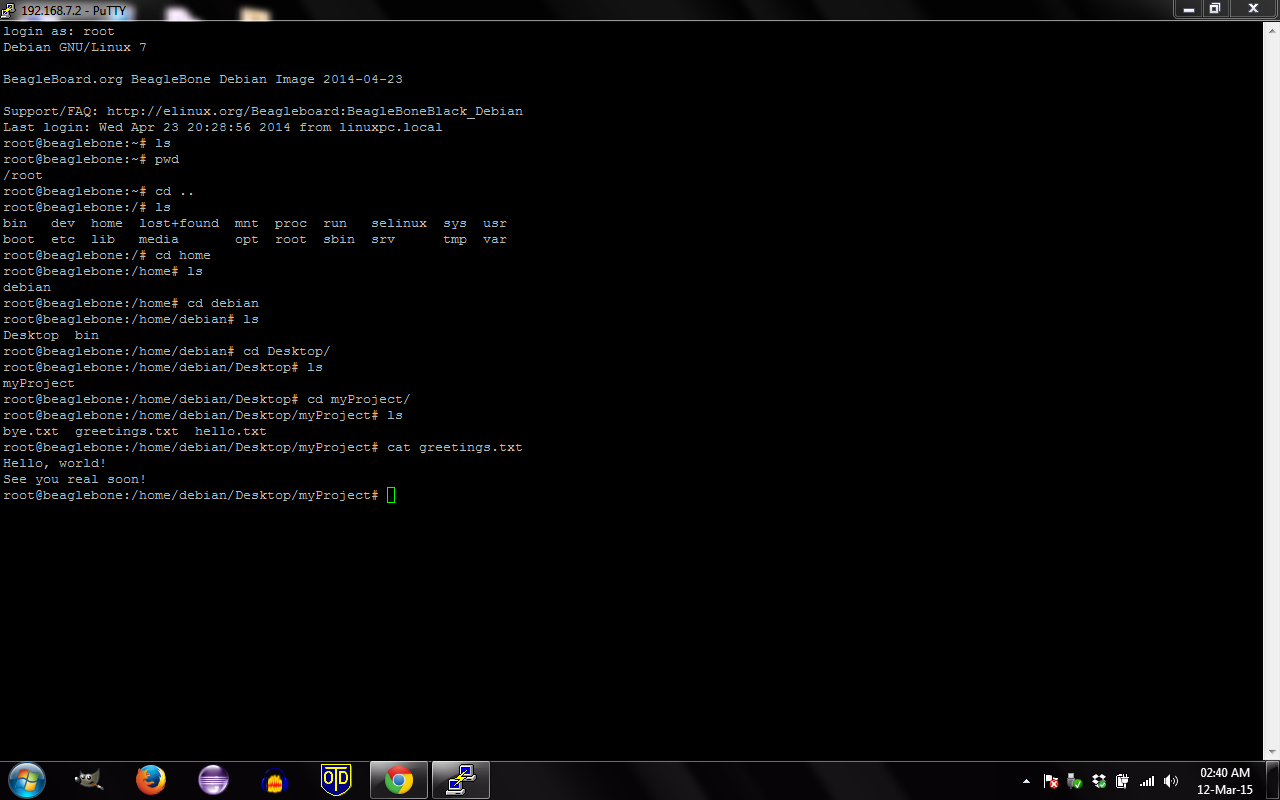 192.168.7.2 - PuTTY
login as: root
Debian GNU/Linux 7
BeagleBoard.org BeagleBone Debian Image 2014-04-23
Support/FAQ: http://elinux.org/Beagleboard:BeagleBoneBlack_Debian
Last login: Wed Apr 23 20:28:56 2014 from linuxpc.local
root@beaglebone:~# ls
root@beaglebone:~# pwd
/root
root@beaglebone:~# cd ..
root@beaglebone:/# ls
bin   dev  home  lost+found  mnt  proc  run   selinux  sys  usr
boot  etc  lib   media       opt  root  sbin  srv      tmp  var
root@beaglebone:/# cd home
root@beaglebone:/home# ls
debian
root@beaglebone:/home# cd debian
root@beaglebone:/home/debian# ls
Desktop  bin
root@beaglebone:/home/debian# cd Desktop/
root@beaglebone:/home/debian/Desktop# ls
myProject
root@beaglebone:/home/debian/Desktop# cd myProject/
root@beaglebone:/home/debian/Desktop/myProject# ls
bye.txt  greetings.txt  hello.txt
root@beaglebone:/home/debian/Desktop/myProject# cat greetings.txt
Hello, world!
See you real soon!
root@beaglebone:/home/debian/Desktop/myProject#
OTD
02:40 AM
12-Mar-15